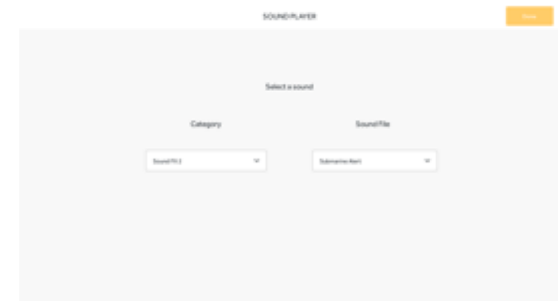 SOUND PLAYER
Select a sound
Category
Sound File
Submarine Alert